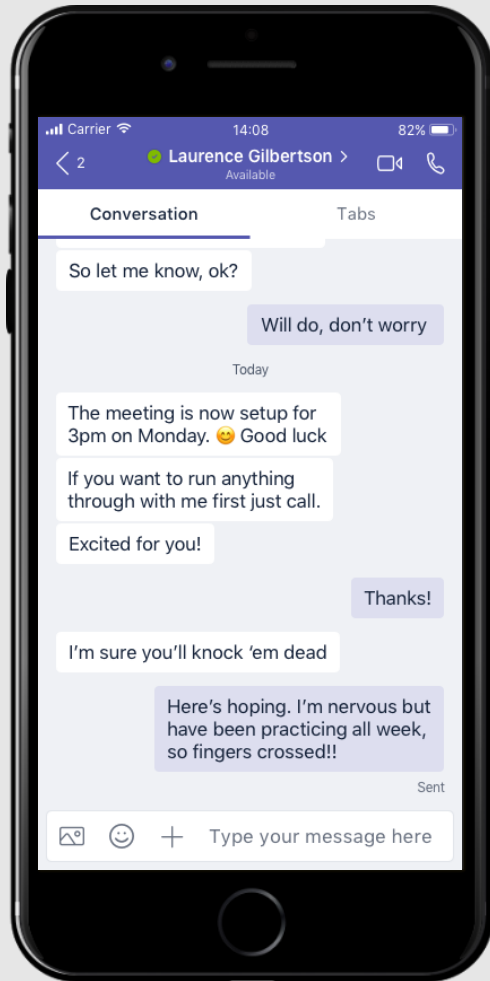 Carrier 14:08 82%
2 Laurence Gilbertson >
Available
Conversation Tabs
So let me know, ok?
Will do, don’t worry
Today
The meeting is now setup for
3pm on Monday. 😊 Good luck
If you want to run anything
through with me first just call.
Excited for you!
Thanks!
I’m sure you’ll knock ‘em dead
Here’s hoping. I’m nervous but
have been practicing all week,
so fingers crossed!!
Sent
Type your message here